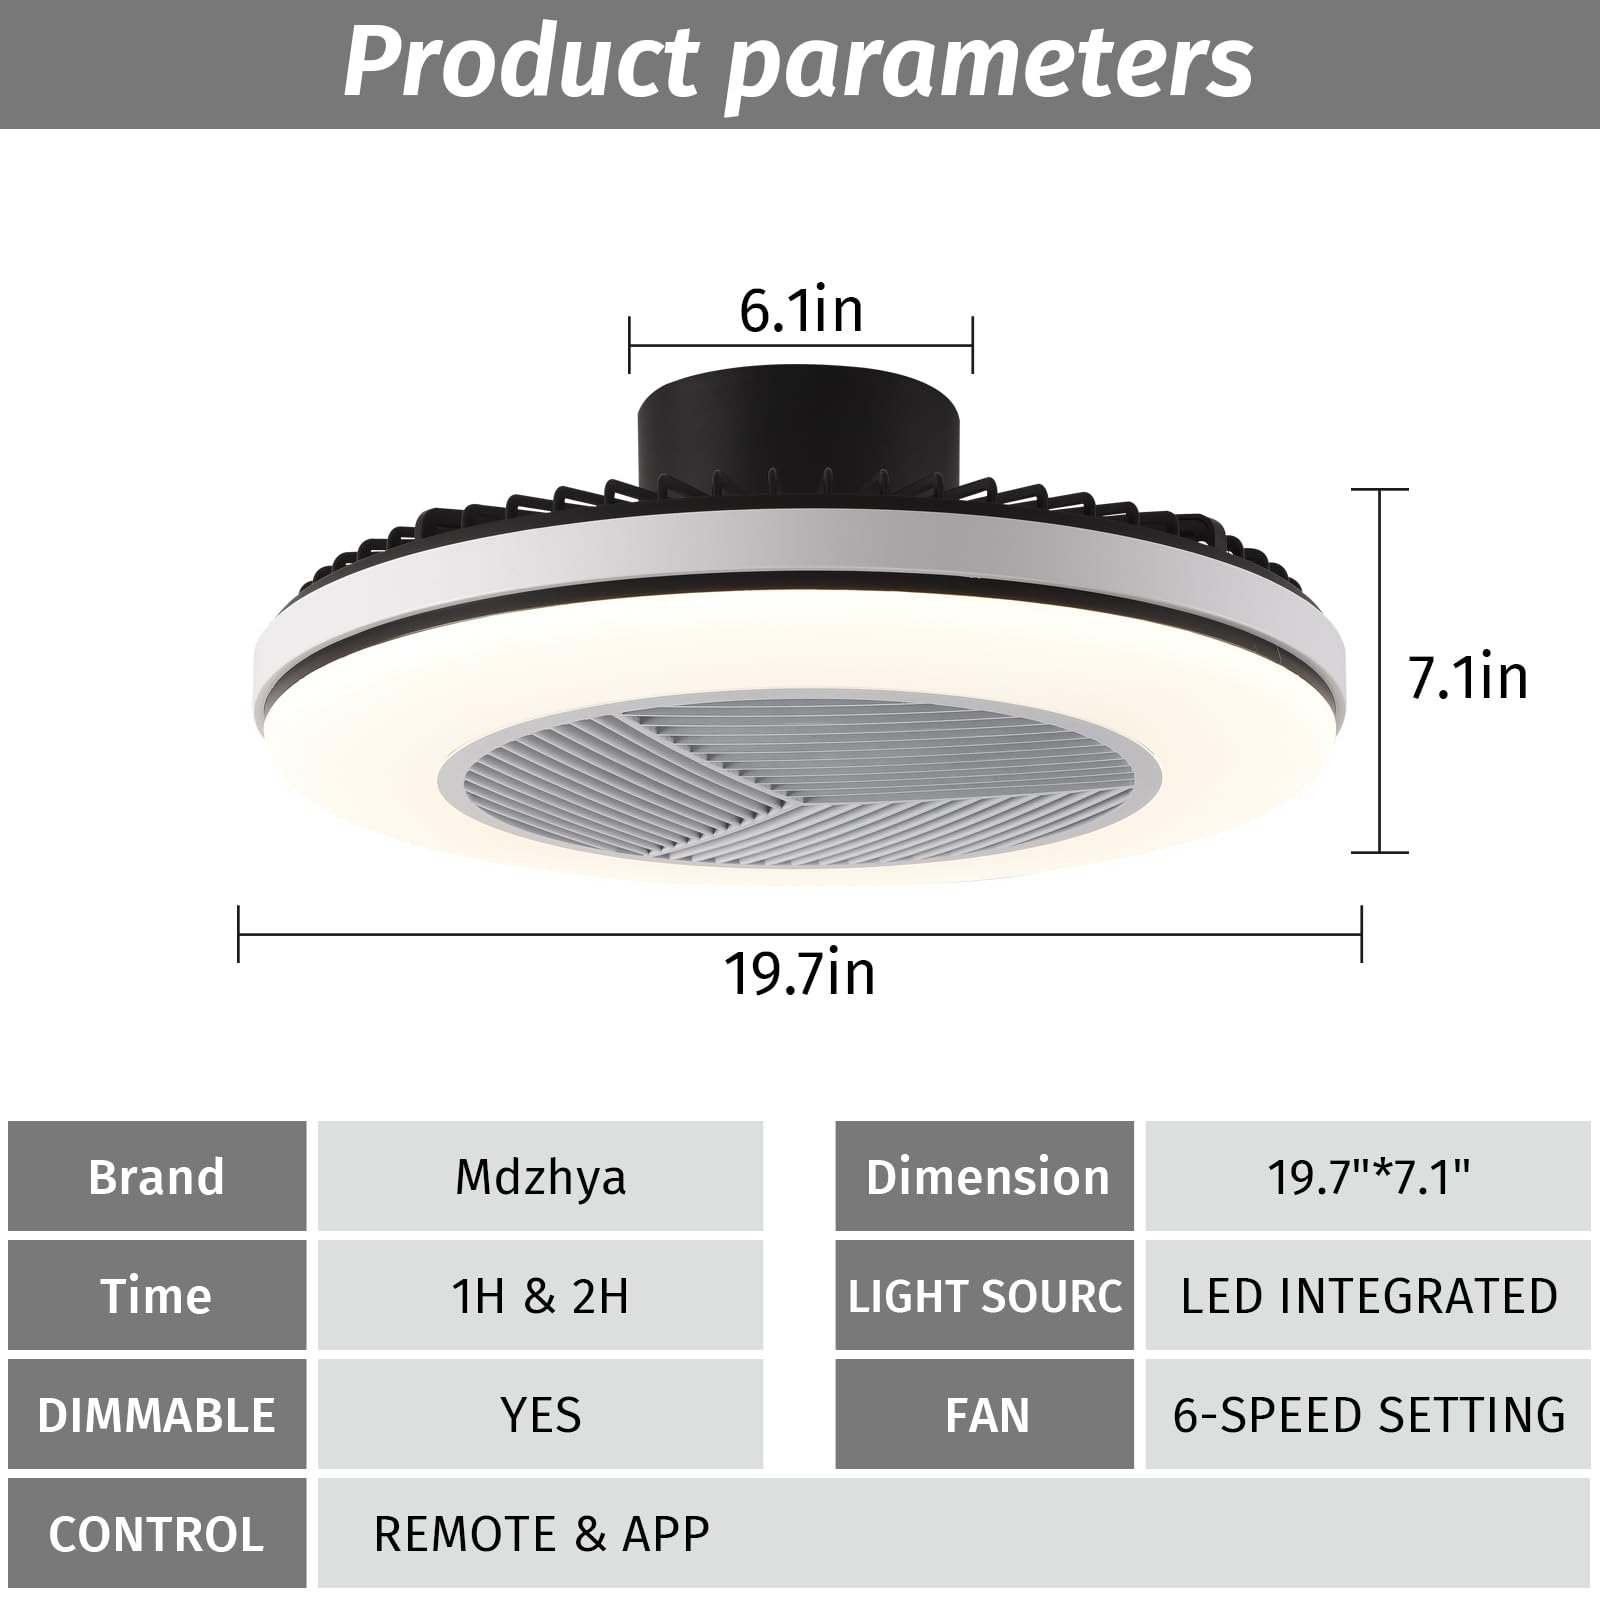 Product parameters
6.1in
7.1in
19.7in
Brand
Mdzhya
Dimension
19.7"*7.1"
Time
1H & 2H
LIGHT SOURC
LED INTEGRATED
DIMMABLE
YES
FAN
6-SPEED SETTING
CONTROL
REMOTE & APP